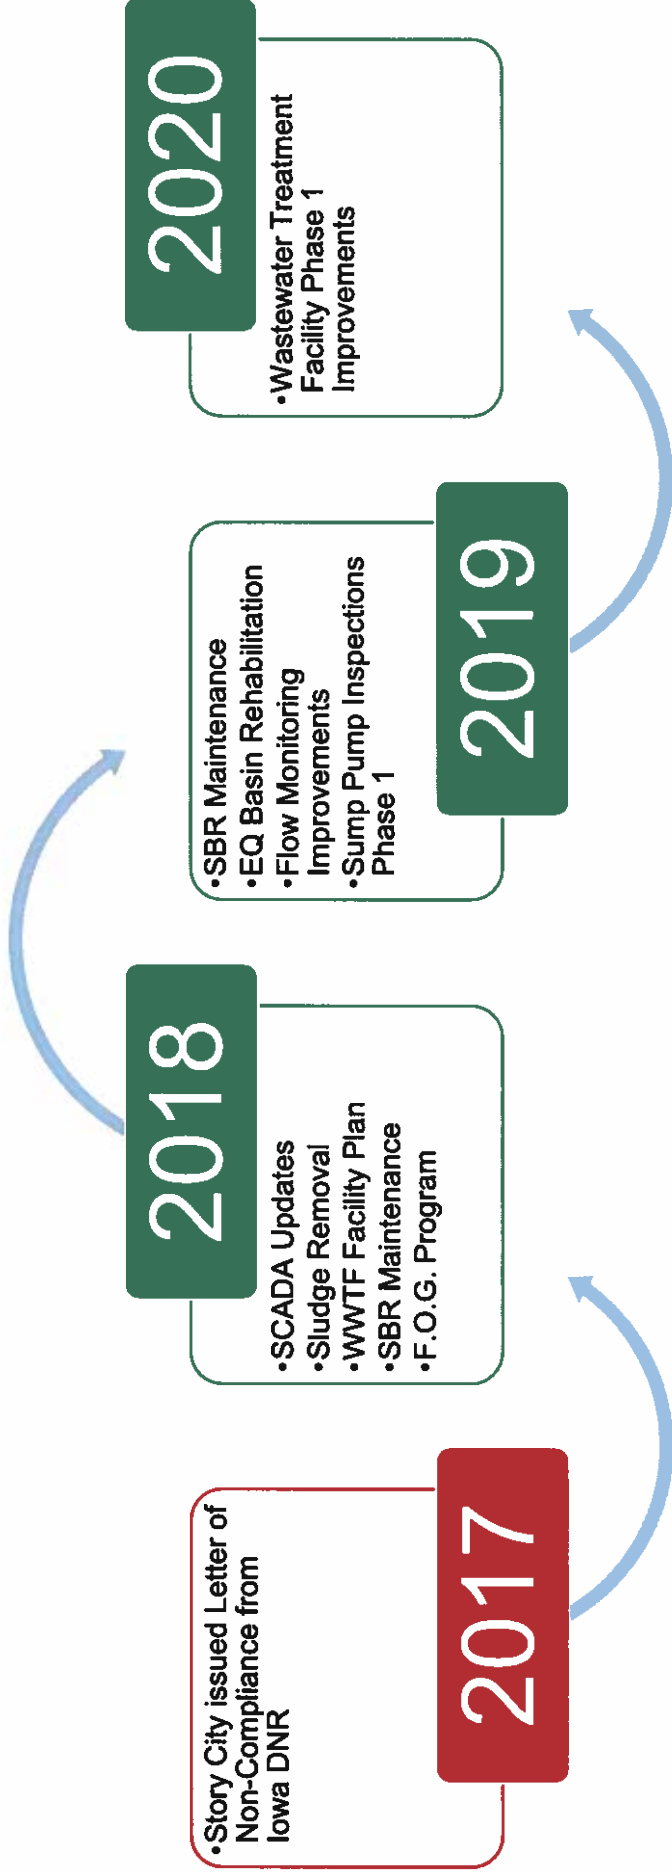 •Story City issued Letter of
Non-Compliance from
Iowa DNR
2017
2018
•SCADA Updates
•Sludge Removal
•WWTF Facility Plan
•SBR Maintenance
•F.O.G. Program
•SBR Maintenance
•EQ Basin Rehabilitation
•Flow Monitoring
Improvements
•Sump Pump Inspections
Phase 1
2019
2020
•Wastewater Treatment
Facility Phase 1
Improvements